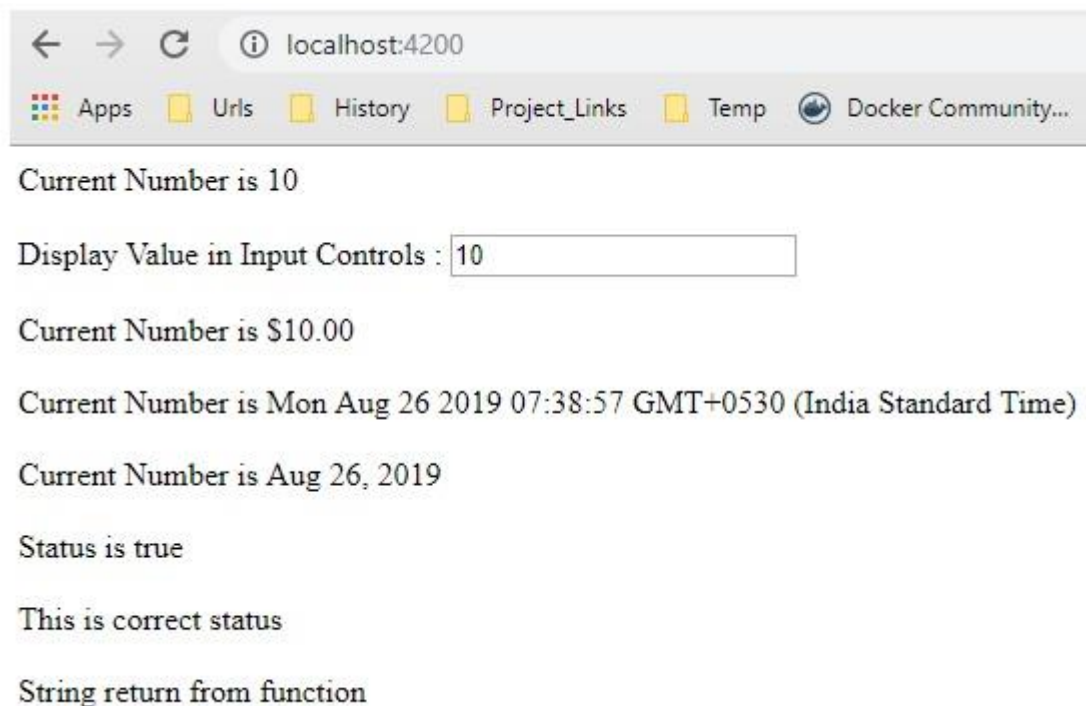 localhost:4200
Apps Urls History Project_Links Temp Docker Community...
Current Number is 10
Display Value in Input Controls : 10
Current Number is $10.00
Current Number is Mon Aug 26 2019 07:38:57 GMT+0530 (India Standard Time)
Current Number is Aug 26, 2019
Status is true
This is correct status
String return from function